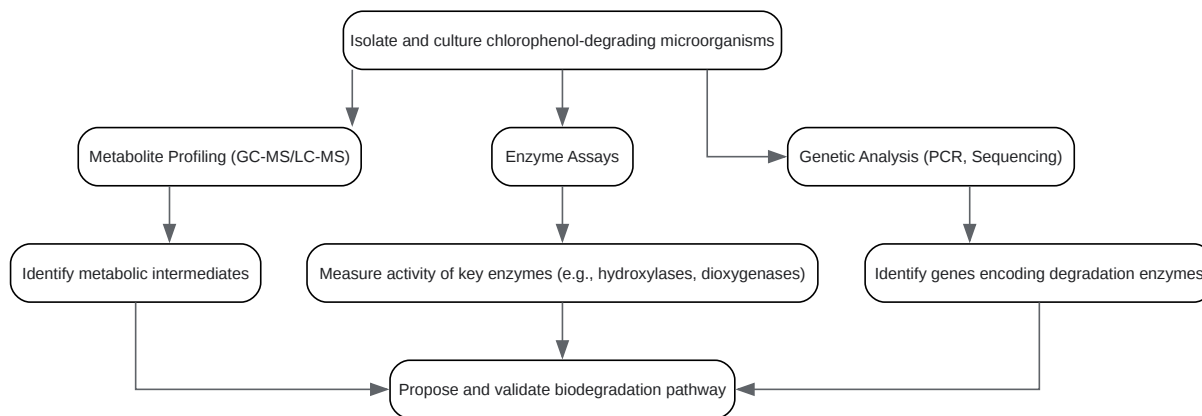 Isolate and culture chlorophenol-degrading microorganisms
Metabolite Profiling (GC-MS/LC-MS)
Enzyme Assays
Genetic Analysis (PCR, Sequencing)
Identify metabolic intermediates
Measure activity of key enzymes (e.g., hydroxylases, dioxygenases)
Identify genes encoding degradation enzymes
Propose and validate biodegradation pathway